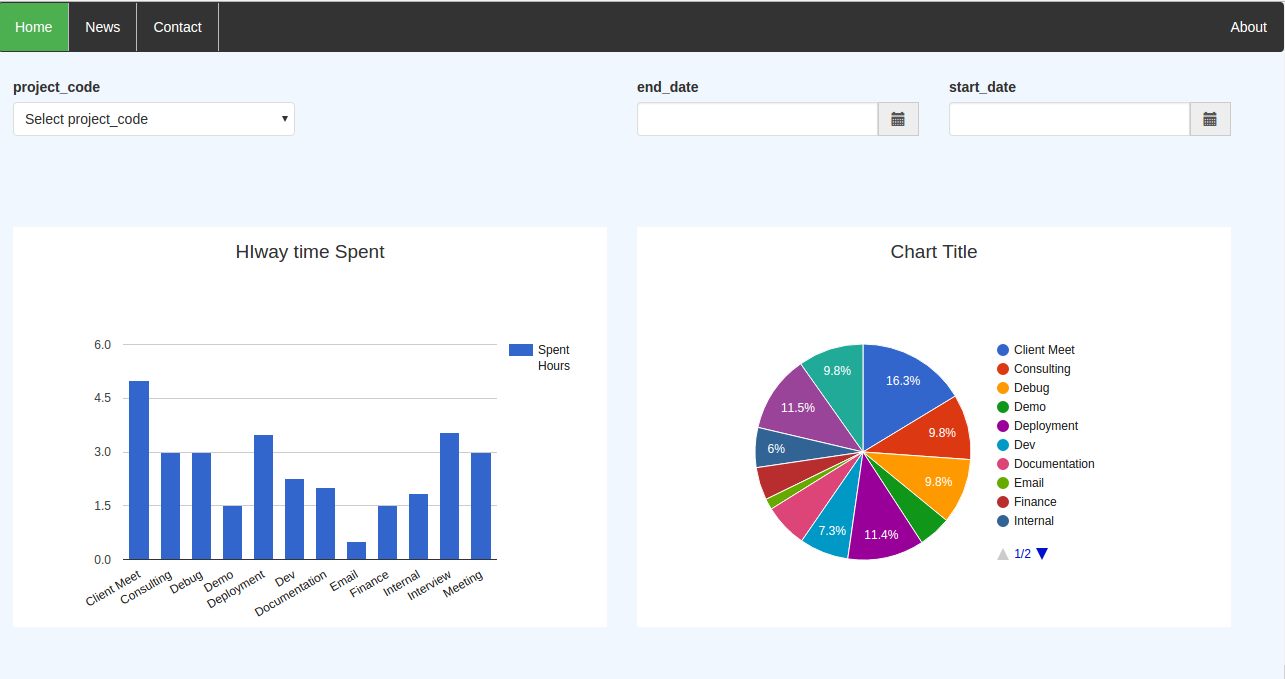 Home
News
Contact
About
project_code
end_date
start_date
Select project_code
HIway time Spent
6.0
4.5
3.0
1.5
0.0
Client Meet
Consulting
Debug
Demo
Deployment
Dev
Documentation
Email
Finance
Internal
Interview
Meeting
Spent
Hours
Chart Title
16.3%
9.8%
9.8%
11.4%
7.3%
6%
11.5%
9.8%
Client Meet
Consulting
Debug
Demo
Deployment
Dev
Documentation
Email
Finance
Internal
1/2